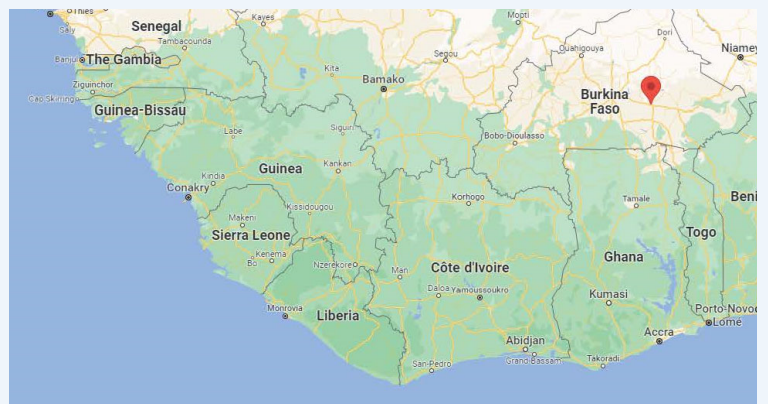 Thiès
Senegal
Kayes
Mopti
Dori
Saly
Tambacounda
Ouahigouya
Niamey
Segou
Banjul
The Gambia
Kita
Bamako
Ziguinchor
Burkina
Faso
Cap Skirring
Guinea-Bissau
Labe
Siguiri
Bobo-Dioulasso
Kindia
Guinea
Kankan
Conakry
Korhogo
Tamale
Beni
Kissidougou
Makeni
Sierra Leone
Togo
Kenema
Bo
Nzerekore
Man
Côte d'Ivoire
Ghana
Daloa
Yamoussoukro
Kumasi
Monrovia
Liberia
Porto-Novo
Lome
Accra
Abidjan
Grand-Bassam
Takoradi
San-Pedro